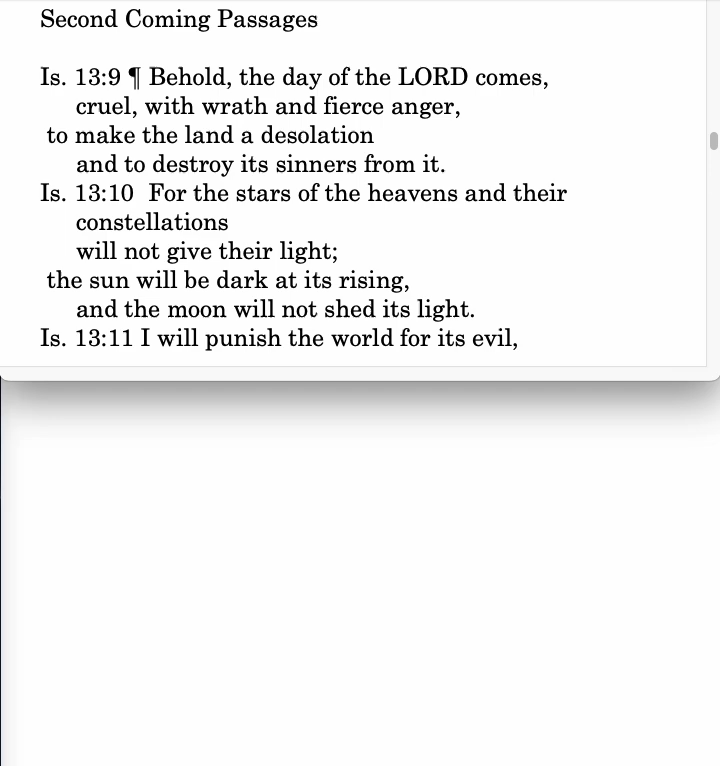 Second Coming Passages
Is. 13:9 ¶ Behold, the day of the LORD comes,
cruel, with wrath and fierce anger,
to make the land a desolation
and to destroy its sinners from it.
Is. 13:10  For the stars of the heavens and their
constellations
will not give their light;
the sun will be dark at its rising,
and the moon will not shed its light.
Is. 13:11 I will punish the world for its evil,